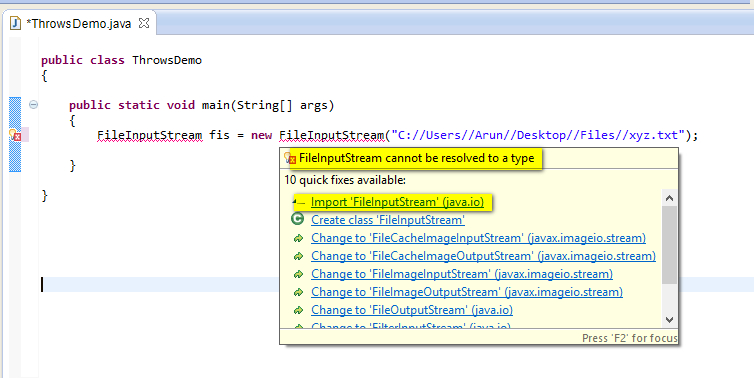 *ThrowsDemo.java
public class ThrowsDemo
{
public static void main(String[] args)
{
FileInputStream fis = new FileInputStream("C://Users//Arun//Desktop//Files//xyz.txt");
}
}
FileInputStream cannot be resolved to a type
10 quick fixes available:
Import 'FileInputStream' (java.io)
Create class 'FileInputStream'
Change to 'FileCacheImageInputStream' (javax.imageio.stream)
Change to 'FileCacheImageOutputStream' (javax.imageio.stream)
Change to 'FileImageInputStream' (javax.imageio.stream)
Change to 'FileImageOutputStream' (javax.imageio.stream)
Change to 'FileOutputStream' (java.io)
Change to 'FilterInputStream' (java.io)
Press 'F2' for focus